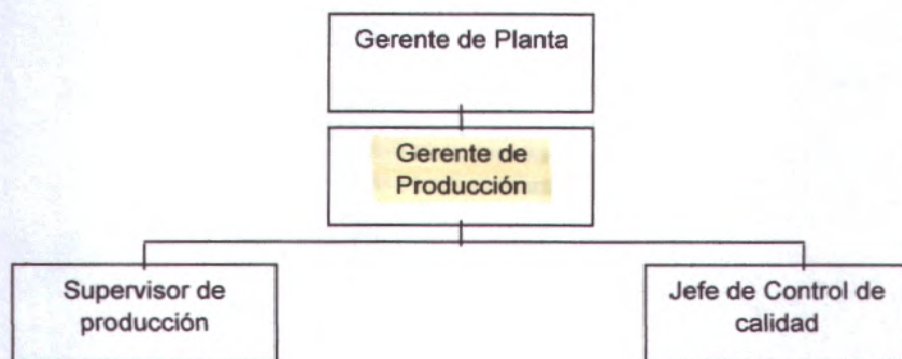 Gerente de Planta
Gerente de
Producción
Supervisor de
producción
Jefe de Control de
calidad